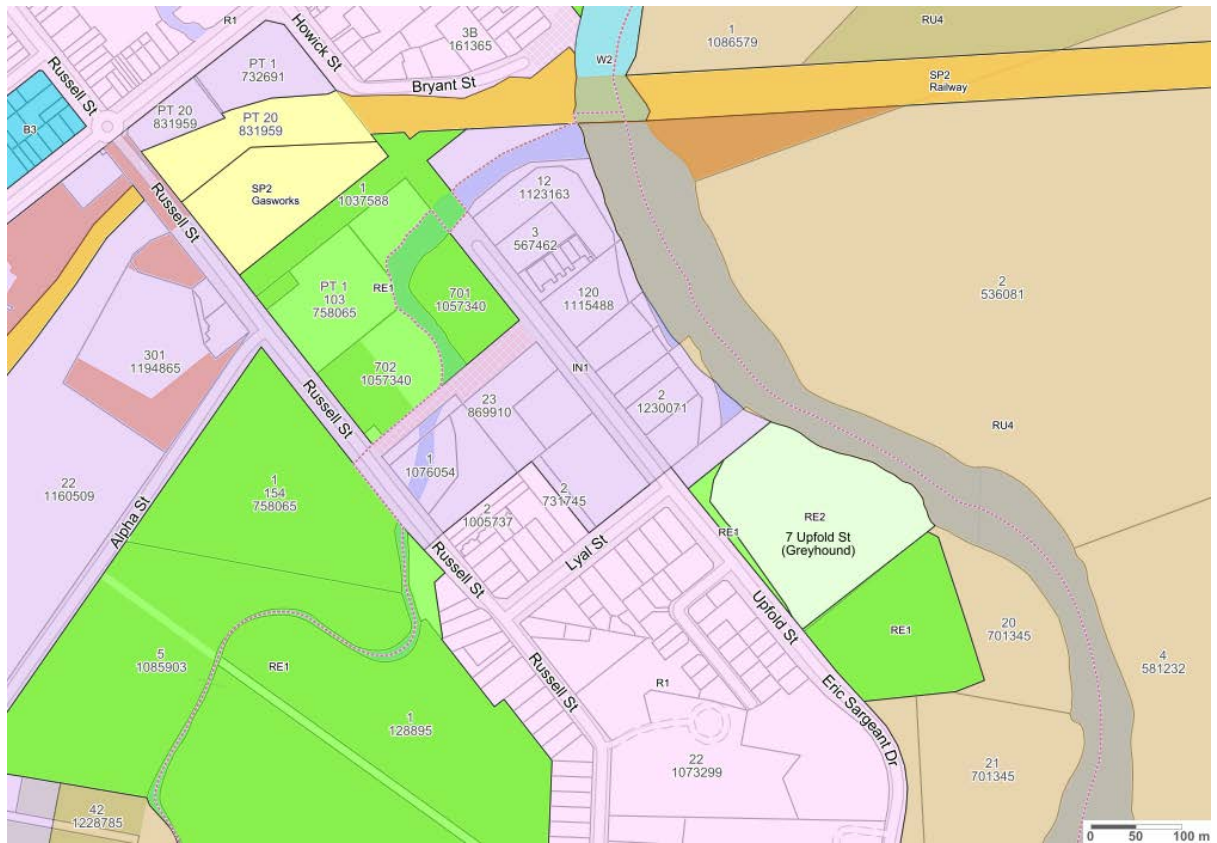 R1
Howick St
3B
161365
1
1086579
RU4
Russell St
PT 1
732691
W2
Bryant St
SP2
Railway
B3
PT 20
831959
PT 20
831959
Russell St
SP2
Gasworks
1
1037588
12
1123163
3
567462
PT 1
103
758065
RE1
701
1057340
120
1115488
2
536081
301
1194865
702
1057340
IN1
Russell St
23
869910
2
1230071
RU4
22
1160509
Alpha St
1
154
758065
1
1076054
2
731745
2
1005737
Lyal St
RE1
RE2
7 Upfold St
(Greyhound)
Russell St
Upfold St
RE1
20
701345
4
581232
5
1085903
RE1
Russell St
R1
Eric Sargeant Dr
1
128895
22
1073299
21
701345
42
1228785
0 50 100 m